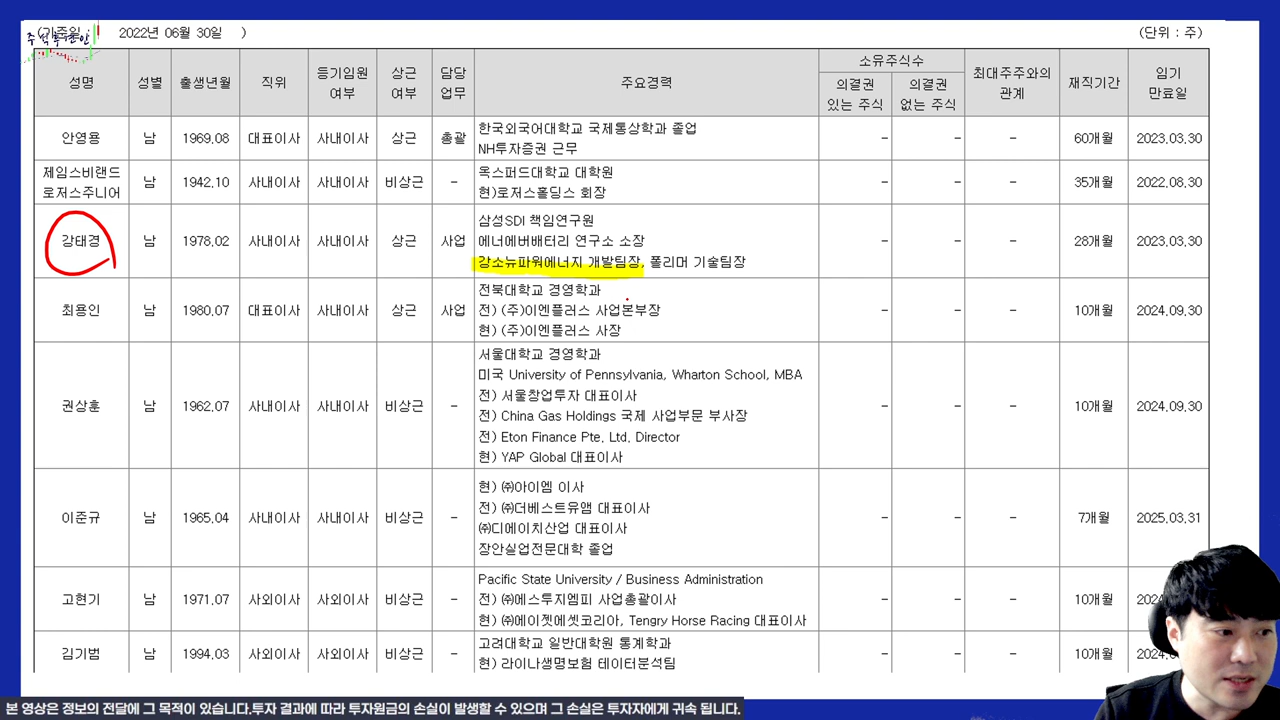 2022년 06월 30일 )
(단위 : 주)
성명 성별 출생년월 직위 등기임원 여부 상근 여부 담당 업무 주요경력 소유주식수 최대주주와의 관계 재직기간 임기 만료일
의결권 있는 주식 의결권 없는 주식
안영용 남 1969.08 대표이사 사내이사 상근 총괄 한국외국어대학교 국제통상학과 졸업
NH투자증권 근무
- - - 60개월 2023.03.30
제임스비랜드
로저스주니어 남 1942.10 사내이사 사내이사 비상근 - 옥스퍼드대학교 대학원
현)로저스홀딩스 회장
- - - 35개월 2022.08.30
강태경 남 1978.02 사내이사 사내이사 상근 사업 삼성SDI 책임연구원
에너에버배터리 연구소 소장
강소뉴파워에너지 개발팀장, 폴리머 기술팀장
- - - 28개월 2023.03.30
최용인 남 1980.07 대표이사 사내이사 상근 사업 전북대학교 경영학과
전) (주)이엔플러스 사업본부장
현) (주)이엔플러스 사장
- - - 10개월 2024.09.30
권상훈 남 1962.07 사내이사 사내이사 비상근 - 서울대학교 경영학과
미국 University of Pennsylvania, Wharton School, MBA
전) 서울창업투자 대표이사
전) China Gas Holdings 국제 사업부문 부사장
전) Eton Finance Pte, Ltd, Director
현) YAP Global 대표이사
- - - 10개월 2024.09.30
이준규 남 1965.04 사내이사 사내이사 비상근 - 현) ㈜아이엠 이사
전) ㈜더베스트유앰 대표이사
㈜디에이치산업 대표이사
장안실업전문대학 졸업
- - - 7개월 2025.03.31
고현기 남 1971.07 사외이사 사외이사 비상근 - Pacific State University / Business Administration
전) ㈜에스투지엠피 사업총괄이사
현) ㈜에이젯에셋코리아, Tengry Horse Racing 대표이사
- - - 10개월
김기범 남 1994.03 사외이사 사외이사 비상근 - 고려대학교 일반대학원 통계학과
현) 라이나생명보험 테이터분석팀
- - - 10개월
본 영상은 정보의 전달에 그 목적이 있습니다.투자 결과에 따라 투자원금의 손실이 발생할 수 있으며 그 손실은 투자자에게 귀속 됩니다.